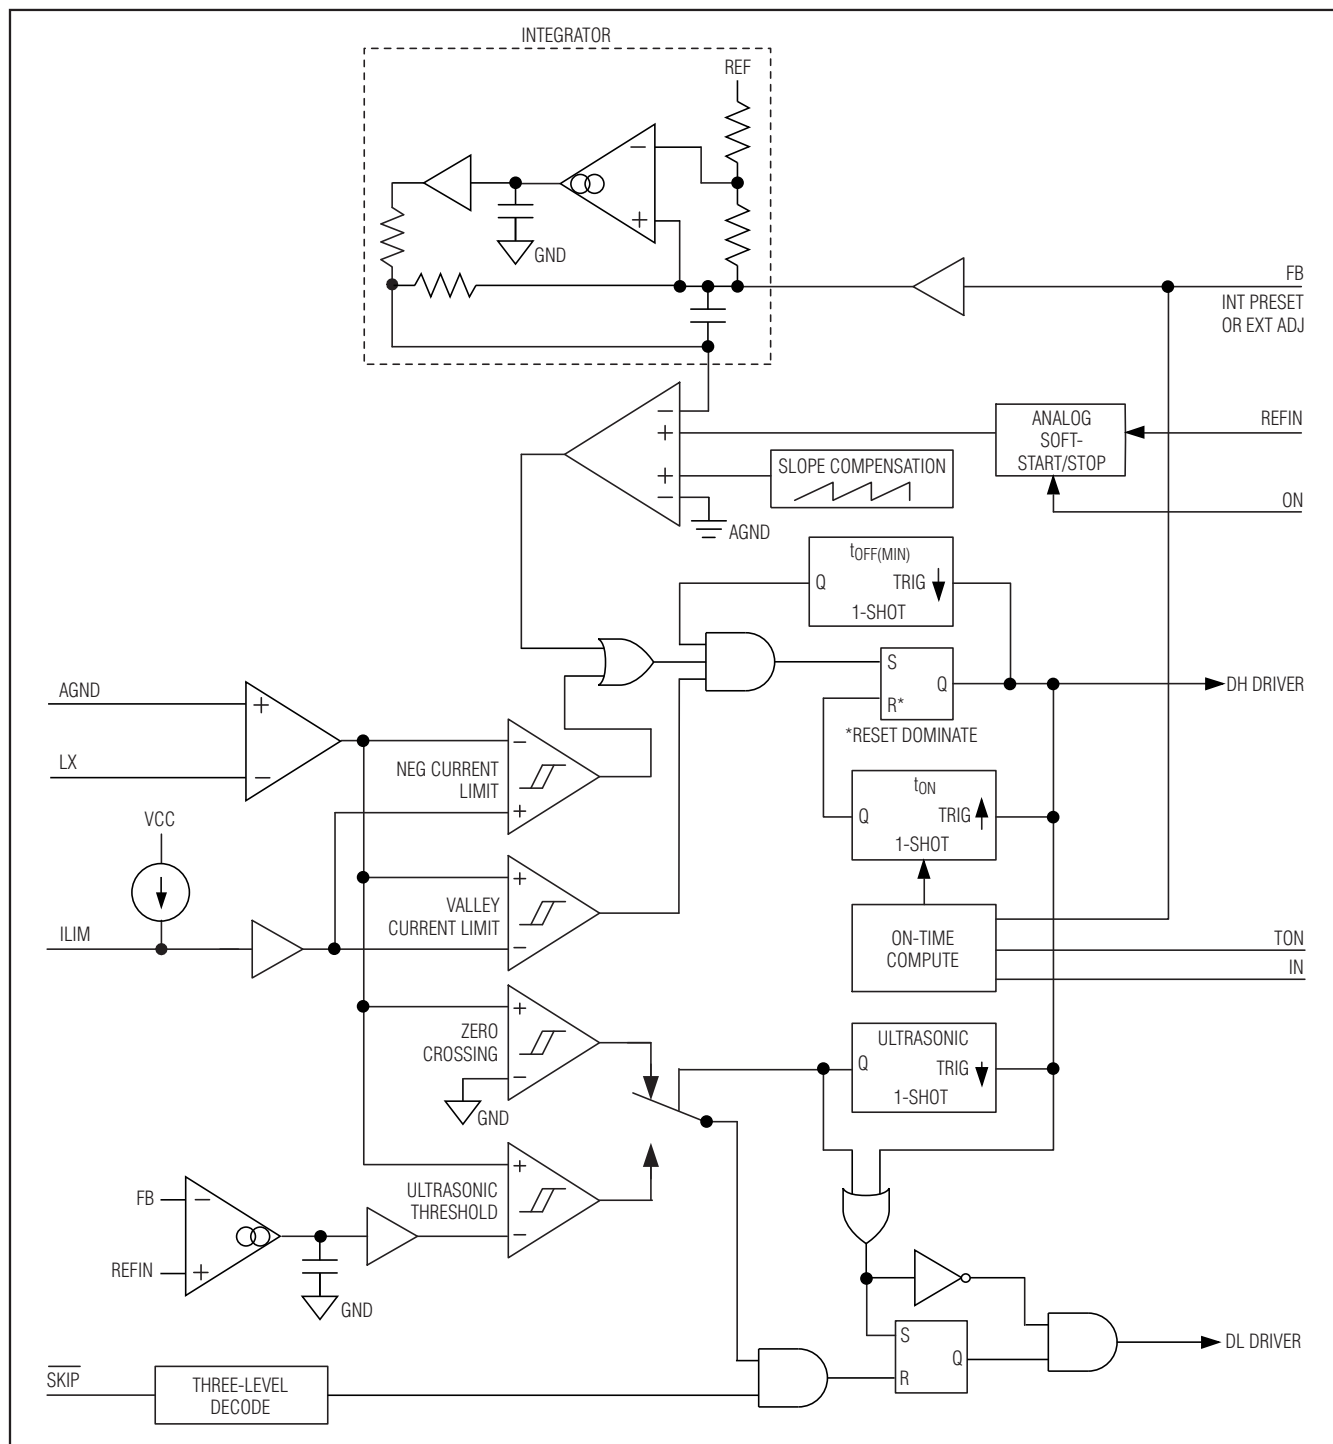 INTEGRATOR
REF
−
+
GND
FB
INT PRESET
OR EXT ADJ
−
+
+
−
AGND
ANALOG
SOFT-
START/STOP
REFIN
ON
SLOPE COMPENSATION
tOFF(MIN)
Q
TRIG
1-SHOT
S
Q
R*
*RESET DOMINATE
DH DRIVER
AGND
+
LX
−
−
NEG CURRENT
LIMIT
+
tON
Q
TRIG
1-SHOT
VCC
ILIM
+
VALLEY
CURRENT LIMIT
−
ON-TIME
COMPUTE
TON
IN
+
ZERO
CROSSING
−
GND
ULTRASONIC
Q
TRIG
1-SHOT
+
ULTRASONIC
THRESHOLD
−
FB
−
REFIN
+
GND
S
Q
R
DL DRIVER
SKIP
THREE-LEVEL
DECODE